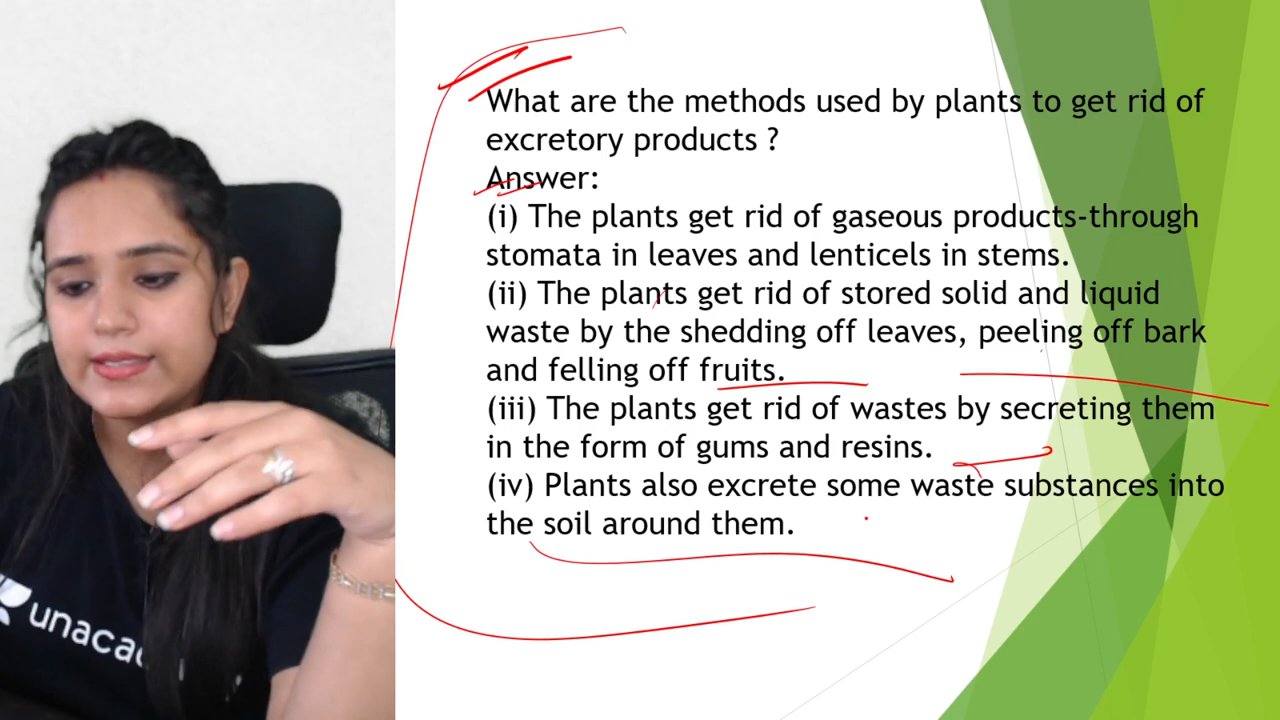 What are the methods used by plants to get rid of
excretory products ?
Answer:
(i) The plants get rid of gaseous products-through
stomata in leaves and lenticels in stems.
(ii) The plants get rid of stored solid and liquid
waste by the shedding off leaves, peeling off bark
and felling off fruits.
(iii) The plants get rid of wastes by secreting them
in the form of gums and resins.
(iv) Plants also excrete some waste substances into
the soil around them.
unacad